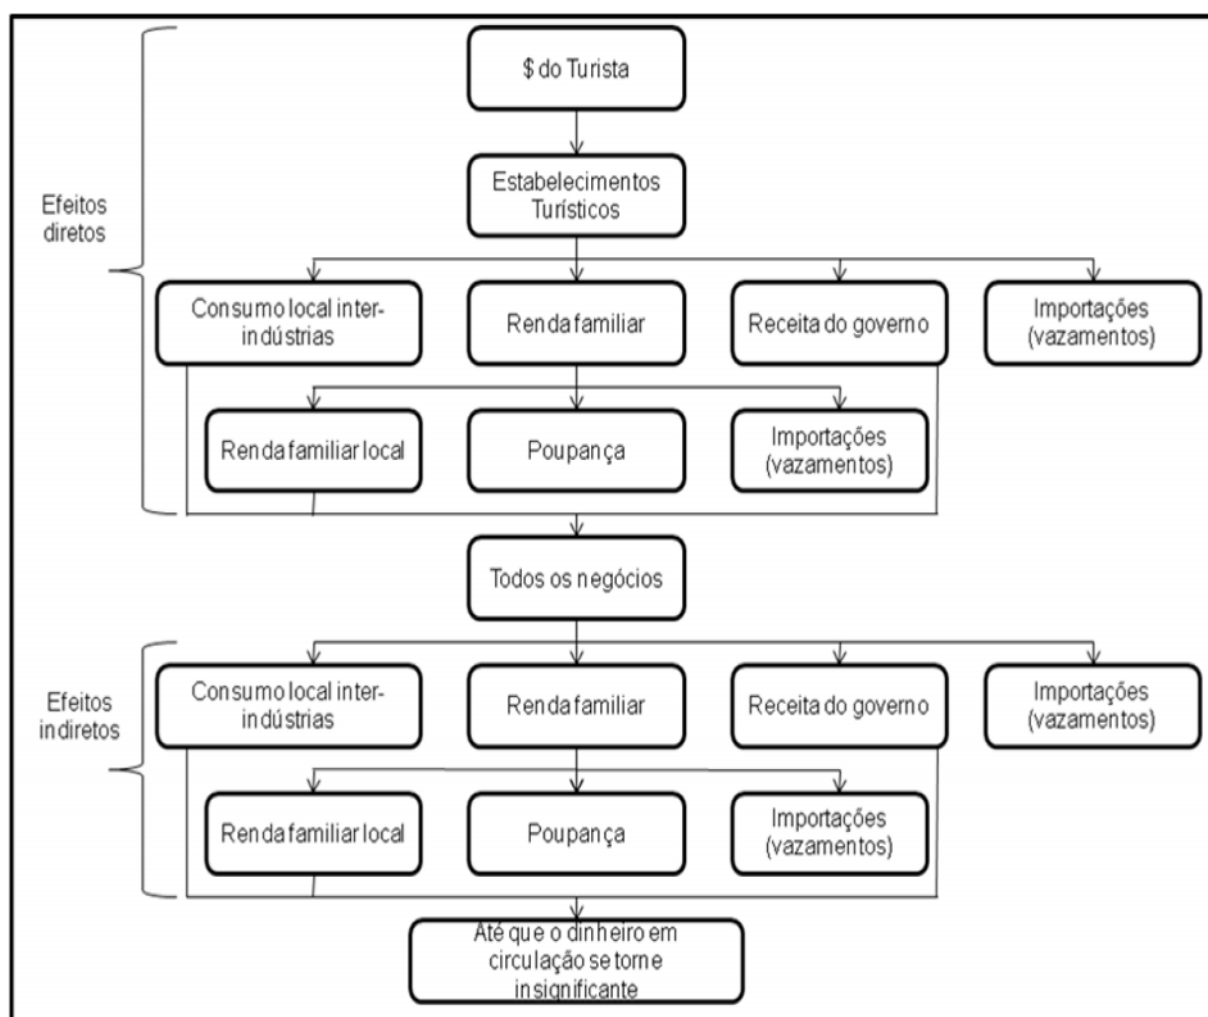 $ do Turista
Estabelecimentos
Turísticos
Efeitos
diretos
Consumo local inter-
indústrias
Renda familiar
Receita do governo
Importações
(vazamentos)
Renda familiar local
Poupança
Importações
(vazamentos)
Todos os negócios
Efeitos
indiretos
Consumo local inter-
indústrias
Renda familiar
Receita do governo
Importações
(vazamentos)
Renda familiar local
Poupança
Importações
(vazamentos)
Até que o dinheiro em
circulação se torne
insignificante